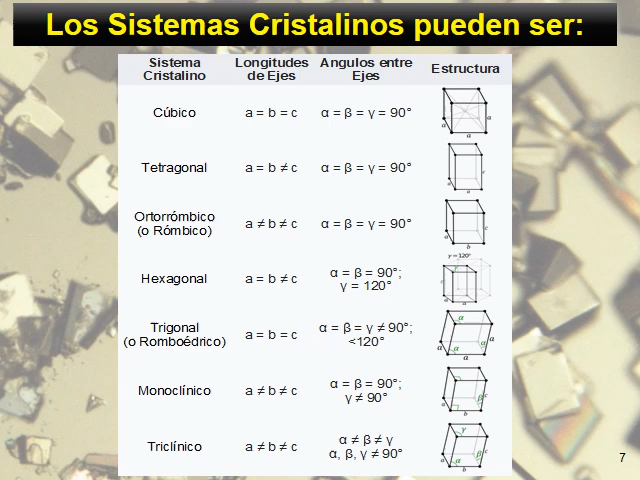 Los Sistemas Cristalinos pueden ser:
Sistema Cristalino Longitudes de Ejes Angulos entre Ejes Estructura
Cúbico a = b = c α = β = γ = 90°
a a a
Tetragonal a = b ≠ c α = β = γ = 90°
a a c
Ortorrómbico (o Rómbico) a ≠ b ≠ c α = β = γ = 90°
a b c
Hexagonal a = b ≠ c α = β = 90°; γ = 120°
γ = 120°
γ
c a a
Trigonal (o Romboédrico) a = b = c α = β = γ ≠ 90°; <120°
α α α
a a a
Monoclínico a ≠ b ≠ c α = β = 90°; γ ≠ 90°
a b β c
Triclínico a ≠ b ≠ c α ≠ β ≠ γ α, β, γ ≠ 90°
γ
a α b β c
7